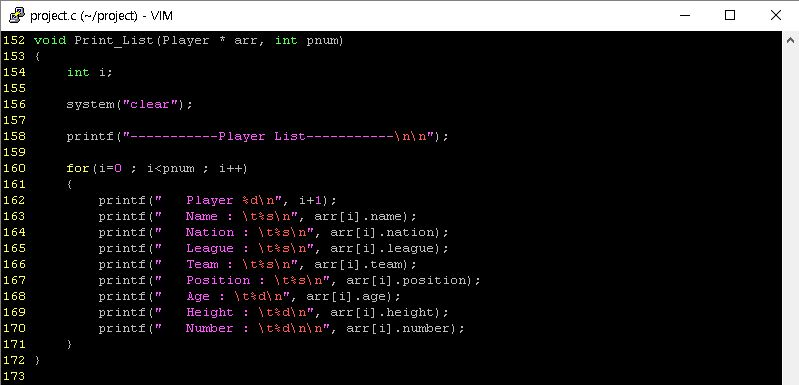 project.c (~/project) - VIM
152 void Print_List(Player * arr, int pnum)
153 {
154     int i;
155
156     system("clear");
157
158     printf("-----------Player List-----------\n\n");
159
160     for(i=0 ; i<pnum ; i++)
161     {
162         printf("   Player %d\n", i+1);
163         printf("   Name : \t%s\n", arr[i].name);
164         printf("   Nation : \t%s\n", arr[i].nation);
165         printf("   League : \t%s\n", arr[i].league);
166         printf("   Team : \t%s\n", arr[i].team);
167         printf("   Position : \t%s\n", arr[i].position);
168         printf("   Age : \t%d\n", arr[i].age);
169         printf("   Height : \t%d\n", arr[i].height);
170         printf("   Number : \t%d\n\n", arr[i].number);
171     }
172 }
173